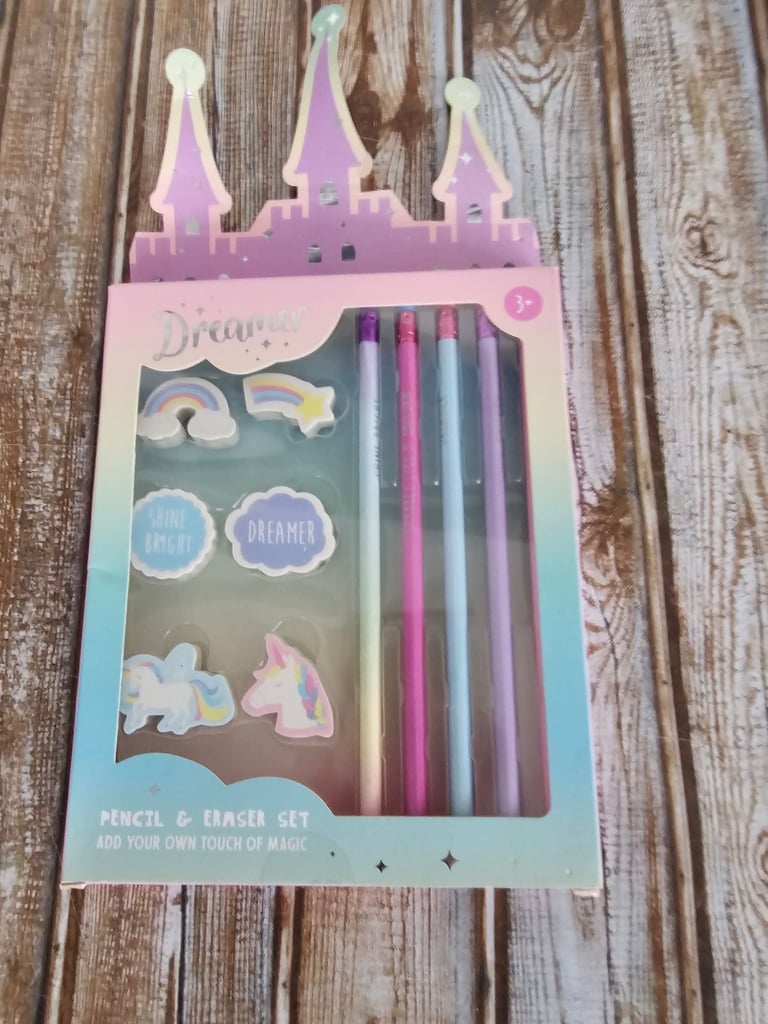 Dreamer
3+
SHINE
BRIGHT
DREAMER
PENCIL & ERASER SET
ADD YOUR OWN TOUCH OF MAGIC